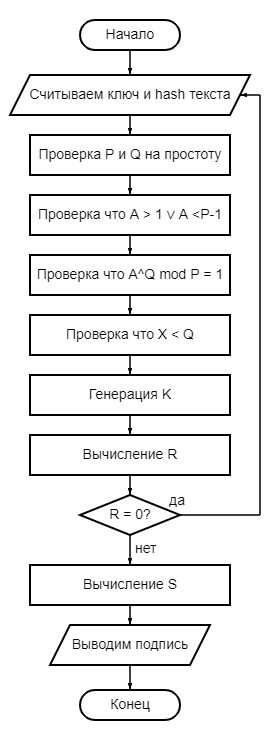 Начало
Считываем ключ и hash текста
Проверка P и Q на простоту
Проверка что A > 1 ∨ A <P-1
Проверка что A^Q mod P = 1
Проверка что X < Q
Генерация K
Вычисление R
да
R = 0?
нет
Вычисление S
Выводим подпись
Конец